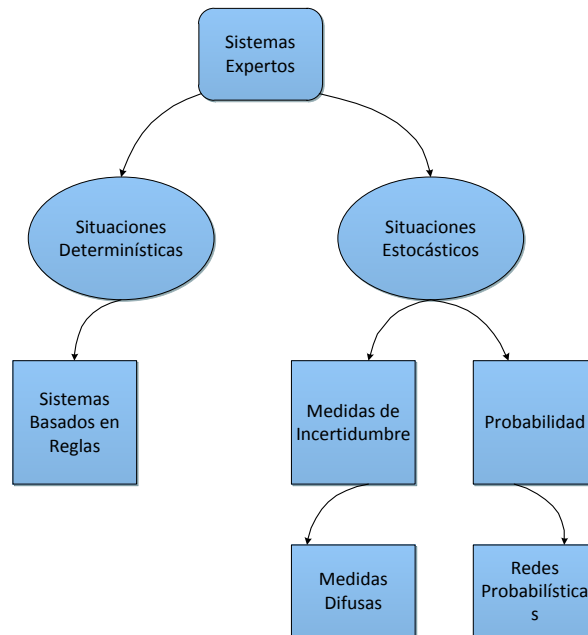 Sistemas
Expertos
Situaciones
Determinísticas
Situaciones
Estocásticos
Sistemas
Basados en
Reglas
Medidas de
Incertidumbre
Probabilidad
Medidas
Difusas
Redes
Probabilística
s